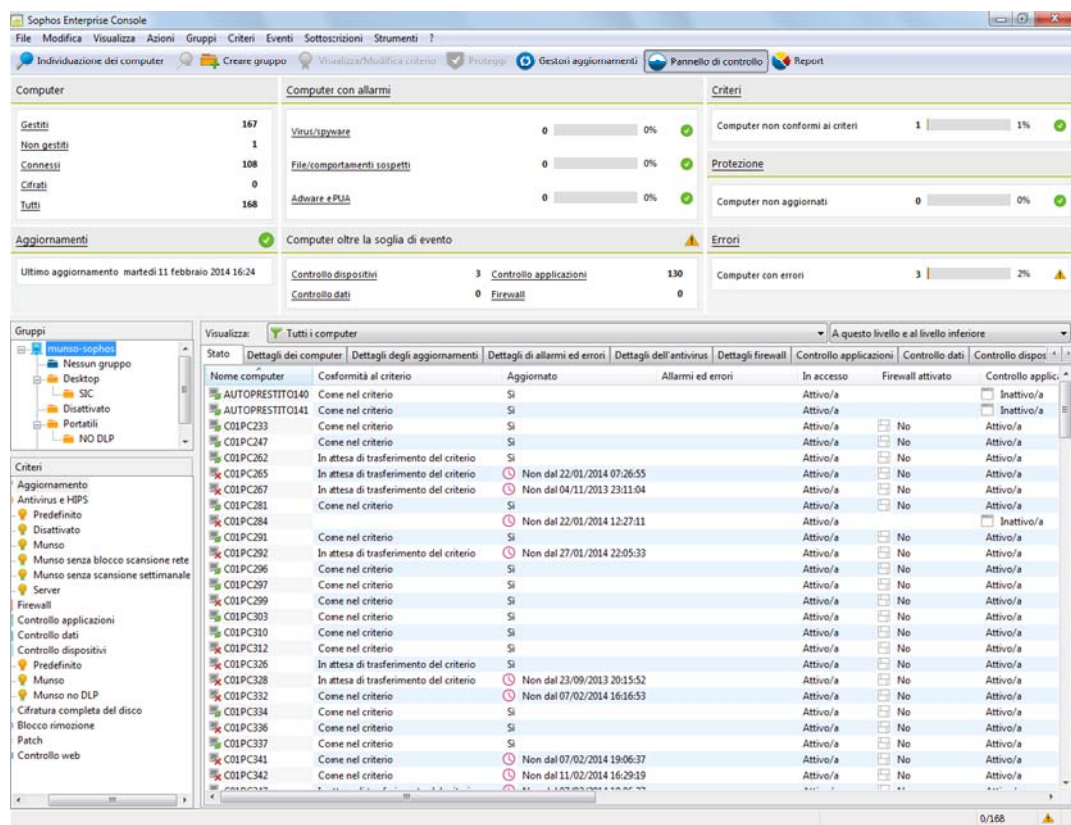 Sophos Enterprise Console
File Modifica Visualizza Azioni Gruppi Criteri Eventi Sottoscrizioni Strumenti ?
Individuazione dei computer Creare gruppo Visualizza/Modifica criterio Proteggi Gestori aggiornamenti Pannello di controllo Report
Computer
Gestiti 167
Non gestiti 1
Connessi 108
Cifrati 0
Tutti 168
Computer con allarmi
Virus/spyware 0 0%
File/comportamenti sospetti 0 0%
Adware e PUA 0 0%
Criteri
Computer non conformi ai criteri 1 1%
Protezione
Computer non aggiornati 0 0%
Aggiornamenti
Ultimo aggiornamento martedì 11 febbraio 2014 16:24
Computer oltre la soglia di evento
Controllo dispositivi 3 Controllo applicazioni 130
Controllo dati 0 Firewall 0
Errori
Computer con errori 3 2%
Gruppi
munso-sophos
Nessun gruppo
Desktop
SIC
Disattivato
Portatili
NO DLP
Criteri
Aggiornamento
Antivirus e HIPS
Predefinito
Disattivato
Munso
Munso senza blocco scansione rete
Munso senza scansione settimanale
Server
Firewall
Controllo applicazioni
Controllo dati
Controllo dispositivi
Predefinito
Munso
Munso no DLP
Cifratura completa del disco
Blocco rimozione
Patch
Controllo web
Visualizza: Tutti i computer A questo livello e al livello inferiore
Stato Dettagli dei computer Dettagli degli aggiornamenti Dettagli di allarmi ed errori Dettagli dell'antivirus Dettagli firewall Controllo applicazioni Controllo dati Controllo dispos
Nome computer Conformità al criterio Aggiornato Allarmi ed errori In accesso Firewall attivato Controllo applic
AUTOPRESTITO140 Come nel criterio Sì Attivo/a Inattivo/a
AUTOPRESTITO141 Come nel criterio Sì Attivo/a Inattivo/a
C01PC233 Come nel criterio Sì Attivo/a No Attivo/a
C01PC247 Come nel criterio Sì Attivo/a No Attivo/a
C01PC262 In attesa di trasferimento del criterio Sì Attivo/a No Attivo/a
C01PC265 In attesa di trasferimento del criterio Non dal 22/01/2014 07:26:55 Attivo/a No Attivo/a
C01PC267 In attesa di trasferimento del criterio Non dal 04/11/2013 23:11:04 Attivo/a No Attivo/a
C01PC281 Come nel criterio Sì Attivo/a No Attivo/a
C01PC284 Non dal 22/01/2014 12:27:11 Attivo/a Inattivo/a
C01PC291 Come nel criterio Sì Attivo/a No Attivo/a
C01PC292 In attesa di trasferimento del criterio Non dal 27/01/2014 22:05:33 Attivo/a No Attivo/a
C01PC296 Come nel criterio Sì Attivo/a No Attivo/a
C01PC297 Come nel criterio Sì Attivo/a No Attivo/a
C01PC299 Come nel criterio Sì Attivo/a No Attivo/a
C01PC303 Come nel criterio Sì Attivo/a No Attivo/a
C01PC310 Come nel criterio Sì Attivo/a No Attivo/a
C01PC312 Come nel criterio Sì Attivo/a No Attivo/a
C01PC326 In attesa di trasferimento del criterio Sì Attivo/a No Attivo/a
C01PC328 In attesa di trasferimento del criterio Non dal 23/09/2013 20:15:52 Attivo/a No Attivo/a
C01PC332 Come nel criterio Non dal 07/02/2014 16:16:53 Attivo/a No Attivo/a
C01PC334 Come nel criterio Sì Attivo/a No Attivo/a
C01PC336 Come nel criterio Sì Attivo/a No Attivo/a
C01PC337 Come nel criterio Sì Attivo/a No Attivo/a
C01PC341 Come nel criterio Non dal 07/02/2014 19:06:37 Attivo/a No Attivo/a
C01PC342 Come nel criterio Non dal 11/02/2014 16:29:19 Attivo/a No Attivo/a
0/168